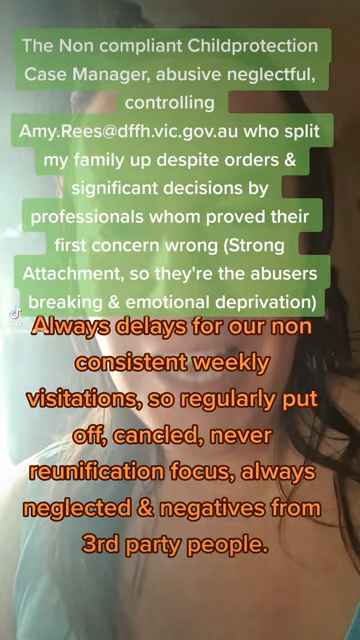 The Non compliant Childprotection
Case Manager, abusive neglectful,
controlling
Amy.Rees@dffh.vic.gov.au who split
my family up despite orders &
significant decisions by
professionals whom proved their
first concern wrong (Strong
Attachment, so they're the abusers
breaking & emotional deprivation)
Always delays for our non
consistent weekly
visitations, so regularly put
off, cancled, never
reunification focus, always
neglected & negatives from
3rd party people.